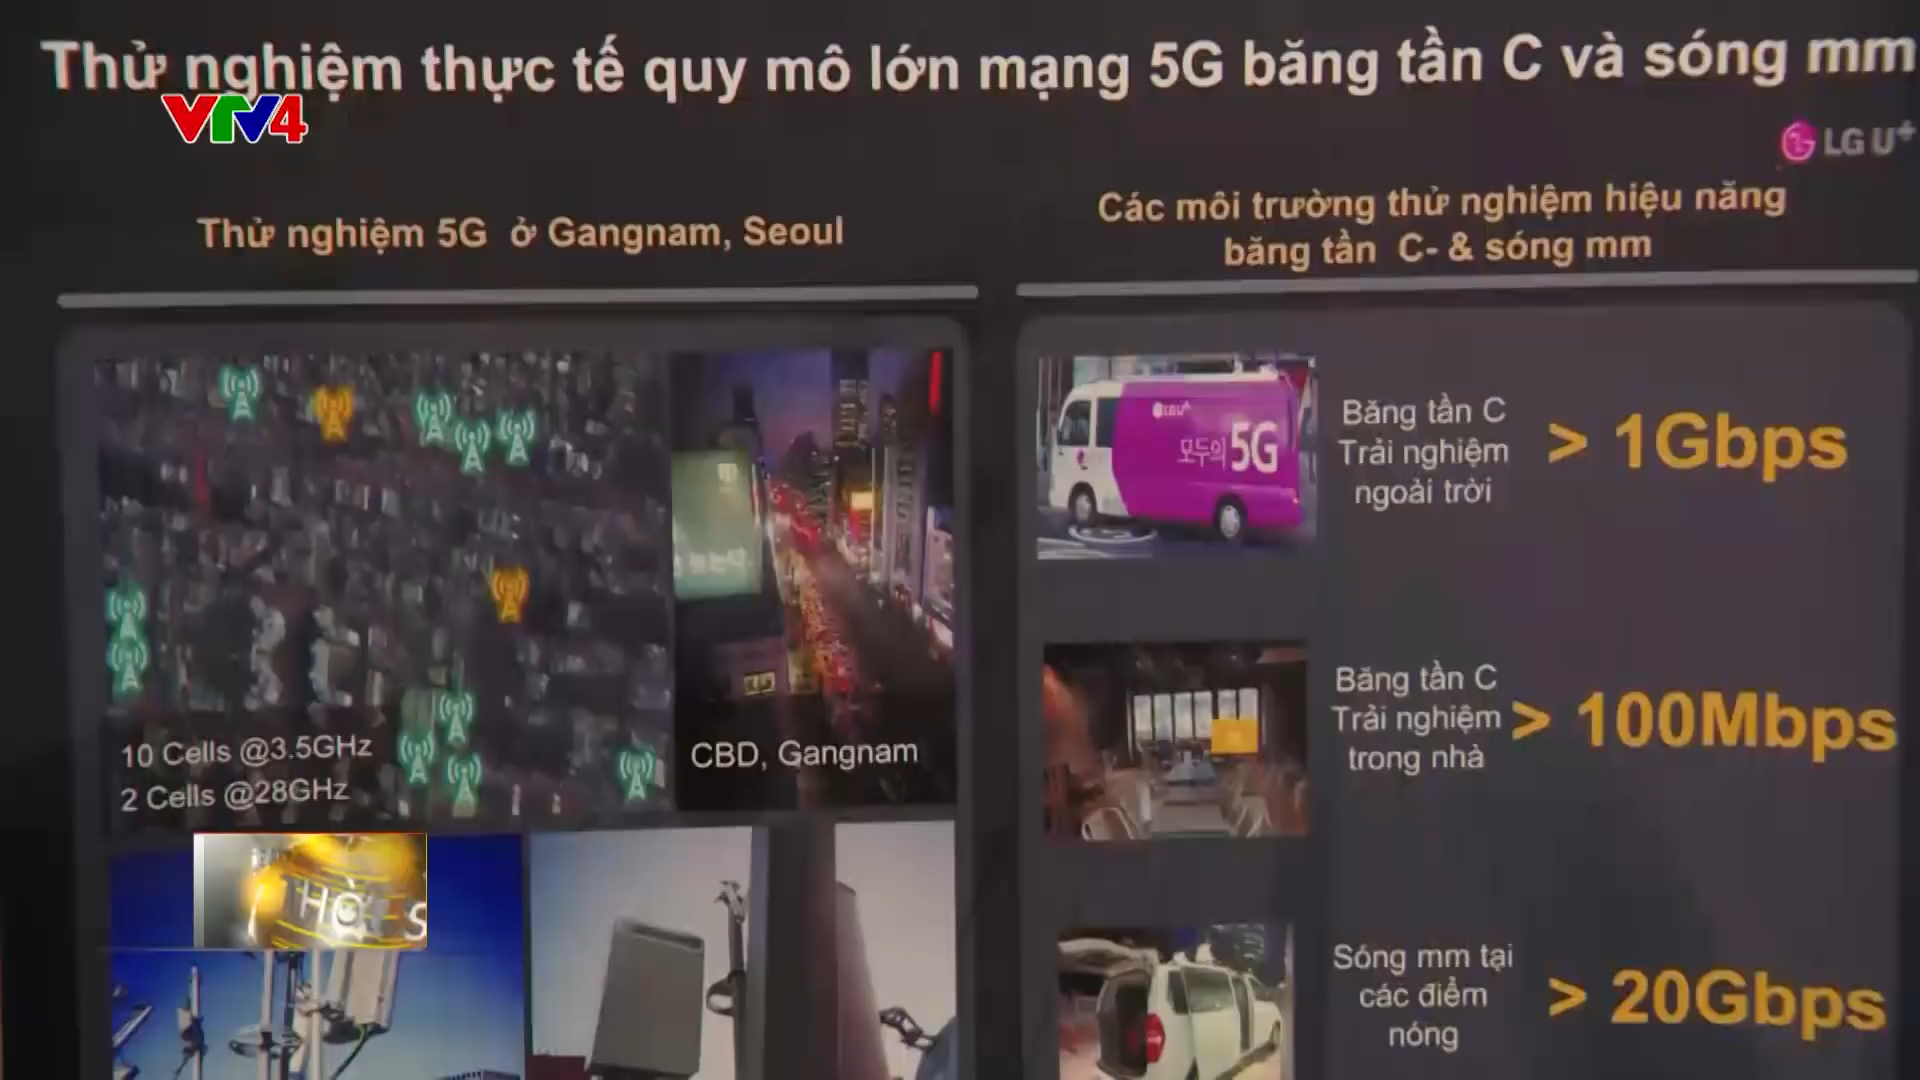 Thử nghiệm thực tế quy mô lớn mạng 5G băng tần C và sóng mm
VTV4
LG U+
Thử nghiệm 5G ở Gangnam, Seoul
Các môi trường thử nghiệm hiệu năng
băng tần C- & sóng mm
10 Cells @3.5GHz
2 Cells @28GHz
CBD, Gangnam
LG U+
모두의 5G
Băng tần C
Trải nghiệm
ngoài trời
> 1Gbps
Băng tần C
Trải nghiệm
trong nhà
> 100Mbps
Sóng mm tại
các điểm
nóng
> 20Gbps